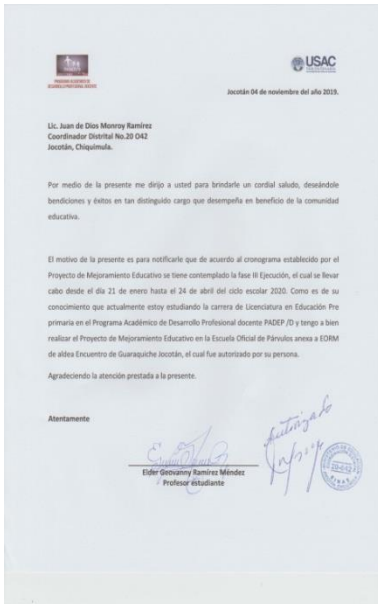 PROGRAMA ACADÉMICO DE
DESARROLLO PROFESIONAL DOCENTE
USAC
Jocotán 04 de noviembre del año 2019.
Lic. Juan de Dios Monroy Ramírez
Coordinador Distrital No.20 O42
Jocotán, Chiquimula.
Por medio de la presente me dirijo a usted para brindarle un cordial saludo, deseándole
bendiciones y éxitos en tan distinguido cargo que desempeña en beneficio de la comunidad
educativa.
El motivo de la presente es para notificarle que de acuerdo al cronograma establecido por el
Proyecto de Mejoramiento Educativo se tiene contemplado la fase III Ejecución, el cual se llevar
cabo desde el día 21 de enero hasta el 24 de abril del ciclo escolar 2020. Como es de su
conocimiento que actualmente estoy estudiando la carrera de Licenciatura en Educación Pre
primaria en el Programa Académico de Desarrollo Profesional docente PADEP /D y tengo a bien
realizar el Proyecto de Mejoramiento Educativo en la Escuela Oficial de Párvulos anexa a EORM
de aldea Encuentro de Guaraquiche Jocotán, el cual fue autorizado por su persona.
Agradeciendo la atención prestada a la presente.
Atentamente
Autorizado
Elder Geovanny Ramírez Méndez
Profesor estudiante